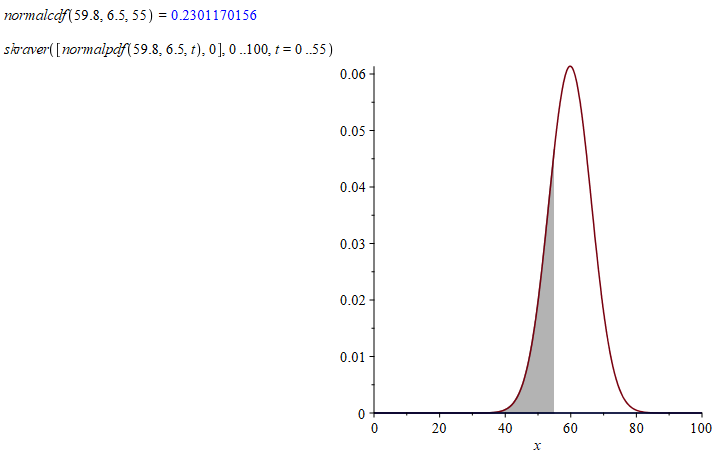 normalcdf(59.8, 6.5, 55) = 0.2301170156
skraver([normalpdf(59.8, 6.5, t), 0], 0 ..100, t = 0 ..55)
0.06
0.05
0.04
0.03
0.02
0.01
0
0 20 40 60 80 100
x